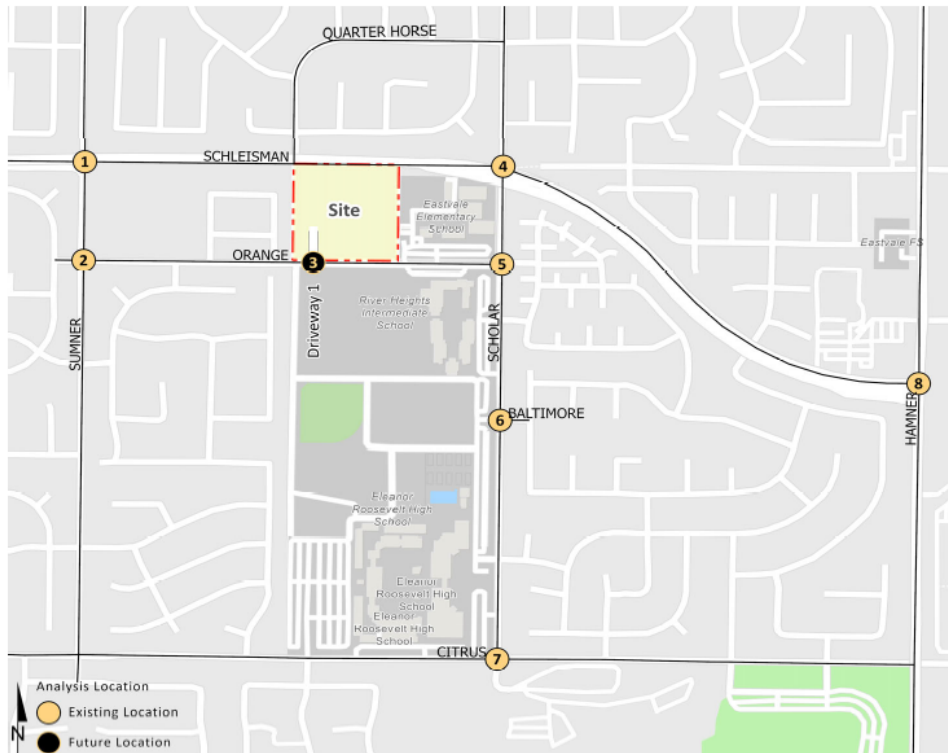 QUARTER HORSE
1
SCHLEISMAN
4
Site
Eastvale
Elementary
School
Eastvale FS
2
ORANGE
3
5
Driveway 1
River Heights
Intermediate
School
SUMNER
SCHOLAR
8
HAMNER
6
BALTIMORE
Eleanor
Roosevelt High
School
Eleanor
Roosevelt High
School
Eleanor
Roosevelt High
School
CITRUS
7
Analysis Location
Existing Location
Future Location
N